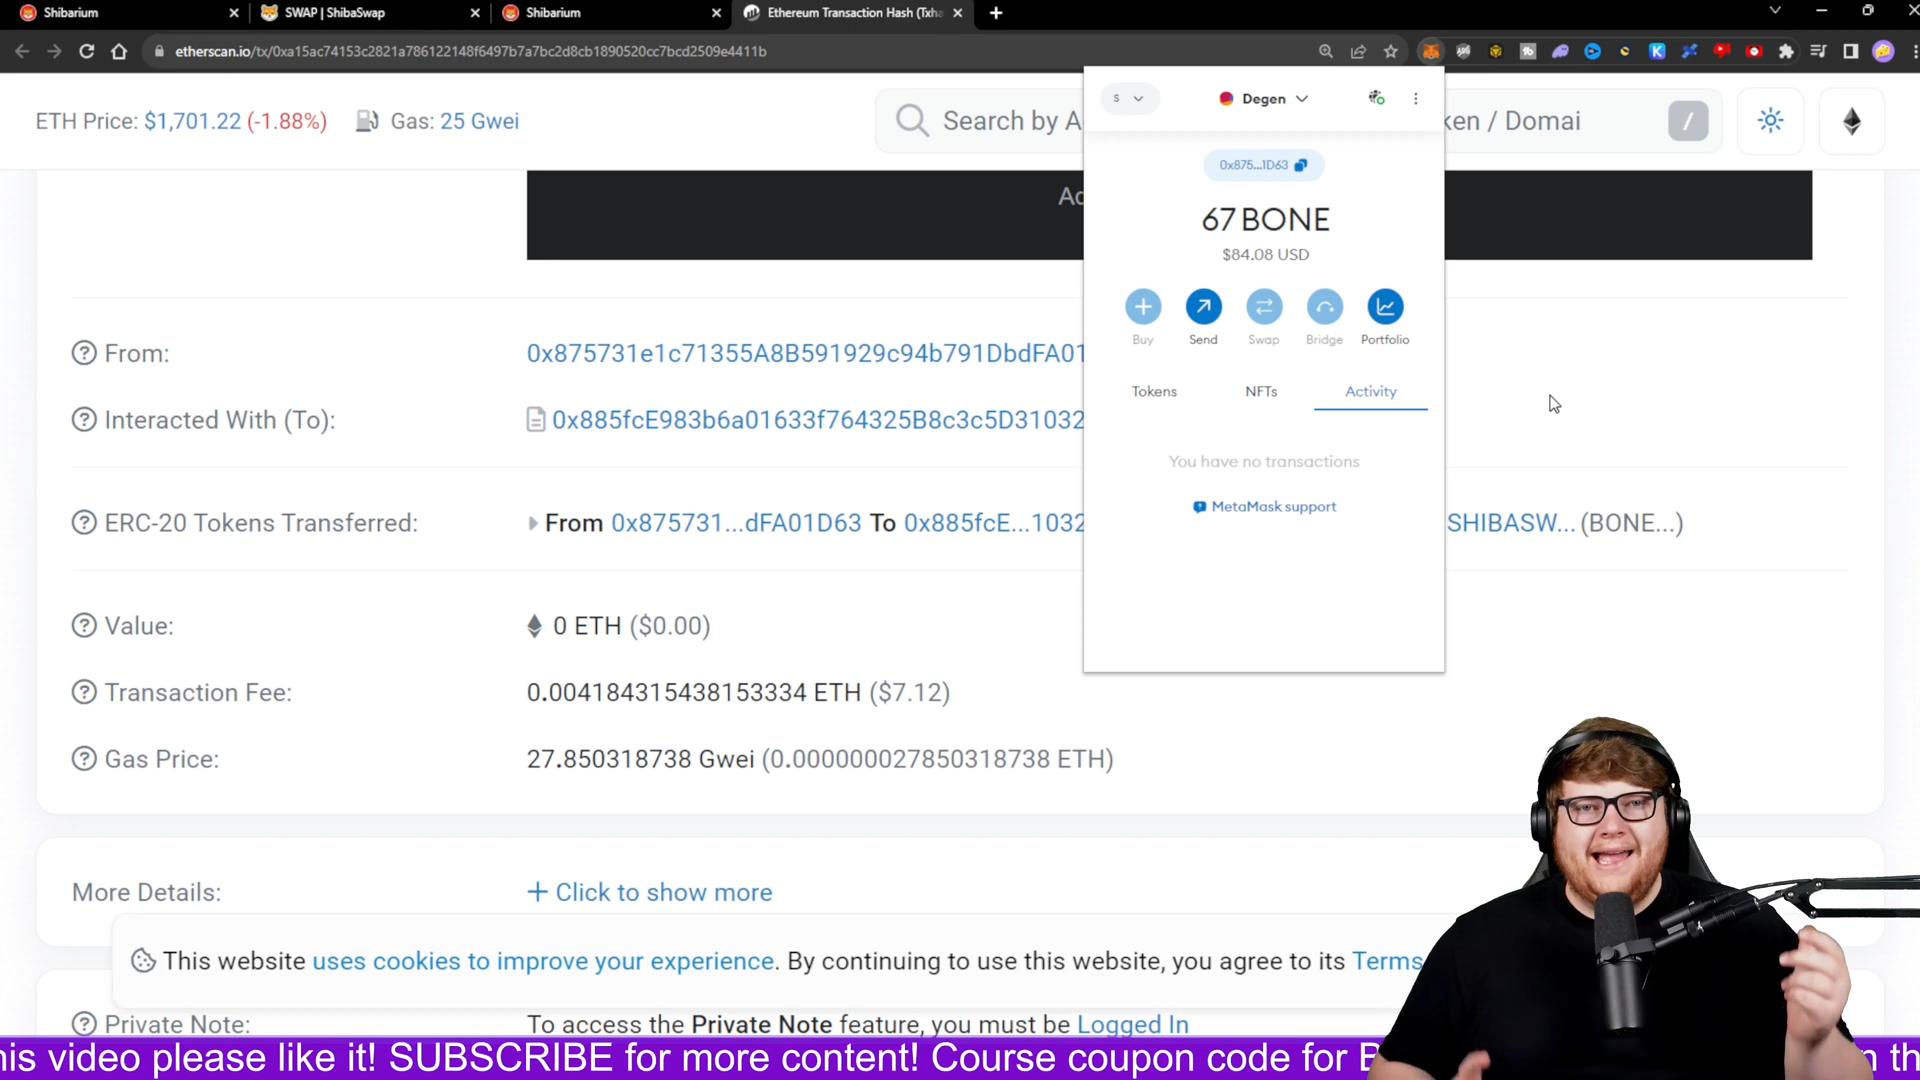 Shibarium
SWAP | ShibaSwap
Shibarium
Ethereum Transaction Hash (Txha
etherscan.io/tx/0xa15ac74153c2821a786122148f6497b7a7bc2d8cb1890520cc7bcd2509e4411b
ETH Price: $1,701.22 (-1.88%)
Gas: 25 Gwei
Search by A
ken / Domai
/
S
Degen
0x875...1D63
67 BONE
$84.08 USD
Buy
Send
Swap
Bridge
Portfolio
Tokens
NFTs
Activity
You have no transactions
MetaMask support
From:
0x875731e1c71355A8B591929c94b791DbdFA01
Interacted With (To):
0x885fcE983b6a01633f764325B8c3c5D31032
ERC-20 Tokens Transferred:
From 0x875731...dFA01D63 To 0x885fcE...1032
SHIBASW... (BONE...)
Value:
0 ETH ($0.00)
Transaction Fee:
0.004184315438153334 ETH ($7.12)
Gas Price:
27.850318738 Gwei (0.000000027850318738 ETH)
More Details:
+ Click to show more
This website uses cookies to improve your experience. By continuing to use this website, you agree to its Terms
Private Note:
To access the Private Note feature, you must be Logged In
his video please like it! SUBSCRIBE for more content! Course coupon code for